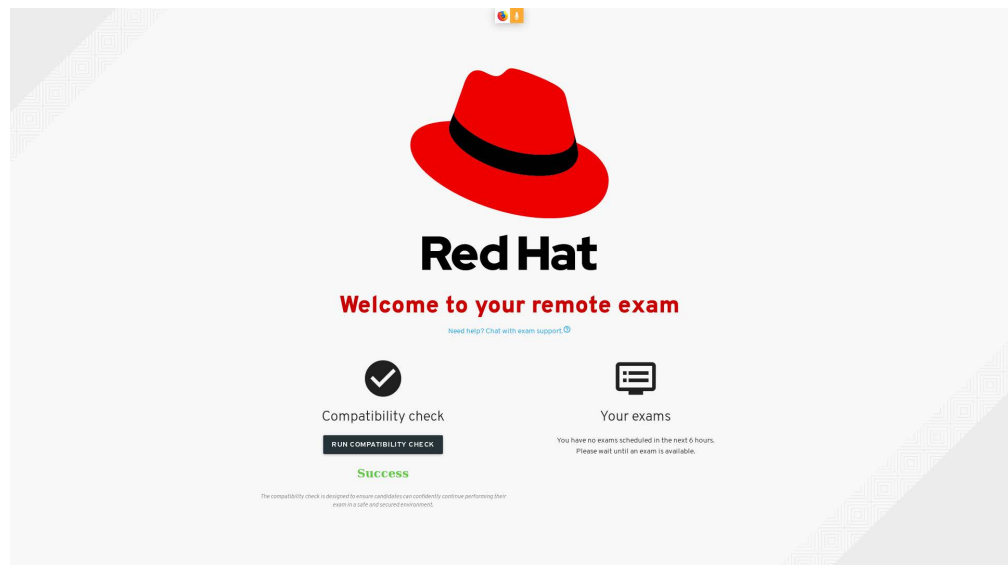 Red Hat
Welcome to your remote exam
Need help? Chat with exam support.
Compatibility check
RUN COMPATIBILITY CHECK
Success
The compatibility check is designed to ensure candidates can confidently continue performing their
exam in a safe and secured environment.
Your exams
You have no exams scheduled in the next 6 hours.
Please wait until an exam is available.